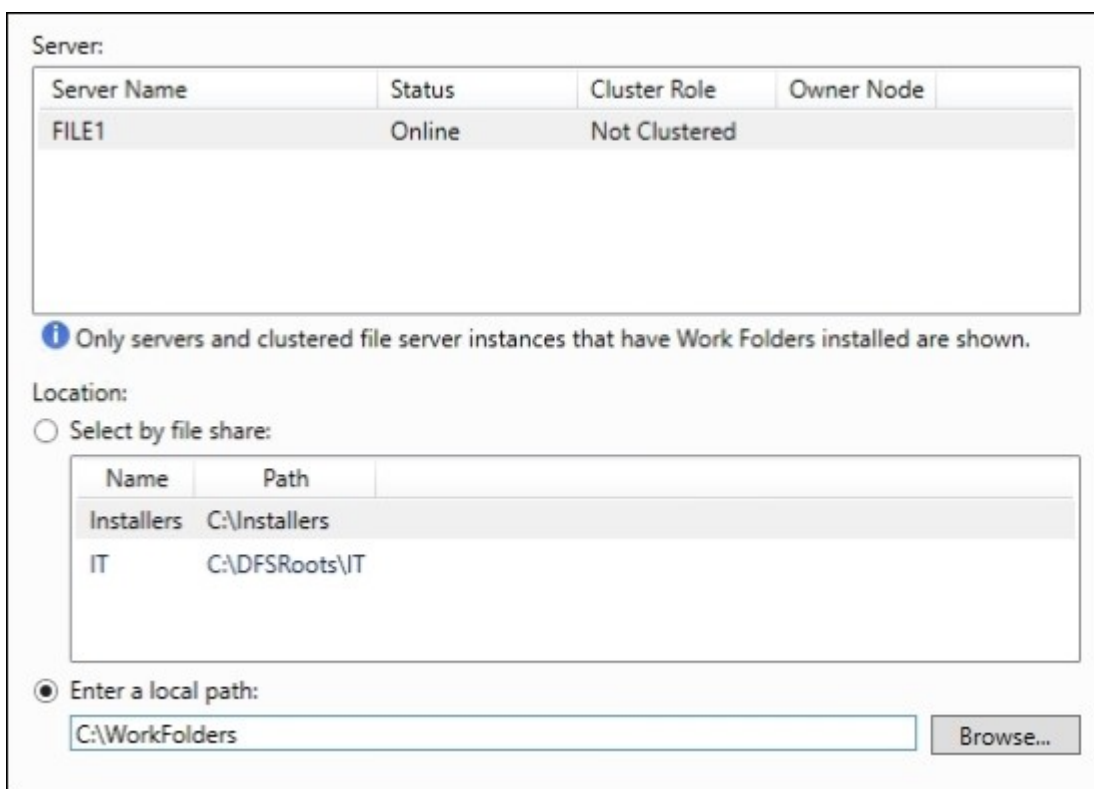 Server:
Server Name Status Cluster Role Owner Node
FILE1 Online Not Clustered
i Only servers and clustered file server instances that have Work Folders installed are shown.
Location:
Select by file share:
Name Path
Installers C:\Installers
IT C:\DFSRoots\IT
Enter a local path:
C:\WorkFolders Browse...